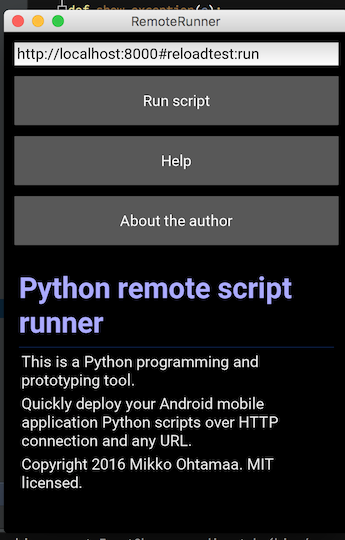 def show_exception(e):
RemoteRunner
http://localhost:8000#reloadtest:run
Run script
Help
About the author
Python remote script
runner
This is a Python programming and
prototyping tool.
Quickly deploy your Android mobile
application Python scripts over HTTP
connection and any URL.
Copyright 2016 Mikko Ohtamaa. MIT
licensed.